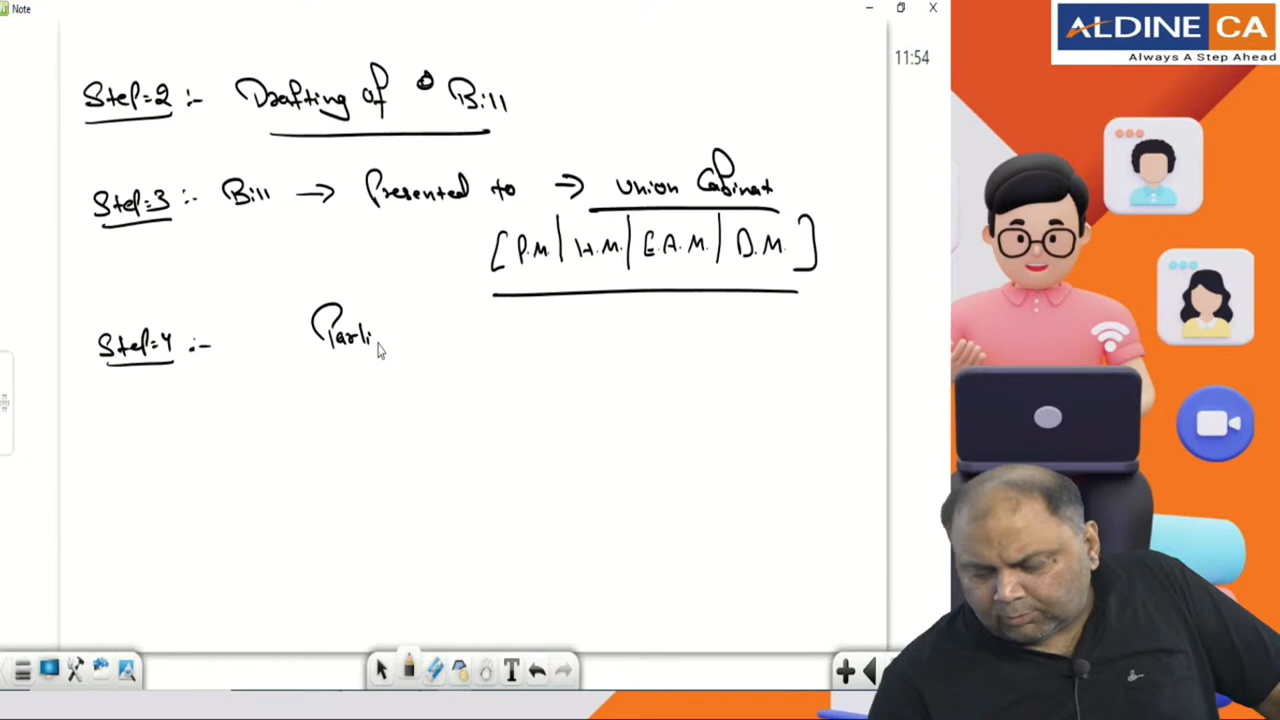 Note
ALDINE CA
Always A Step Ahead
11:54
Step=2 :- Drafting of Bill
Step=3 :- Bill → Presented to → Union Cabinat
[P.M. | H.M. | E.A.M. | D.M.]
Step=4 :- Parli